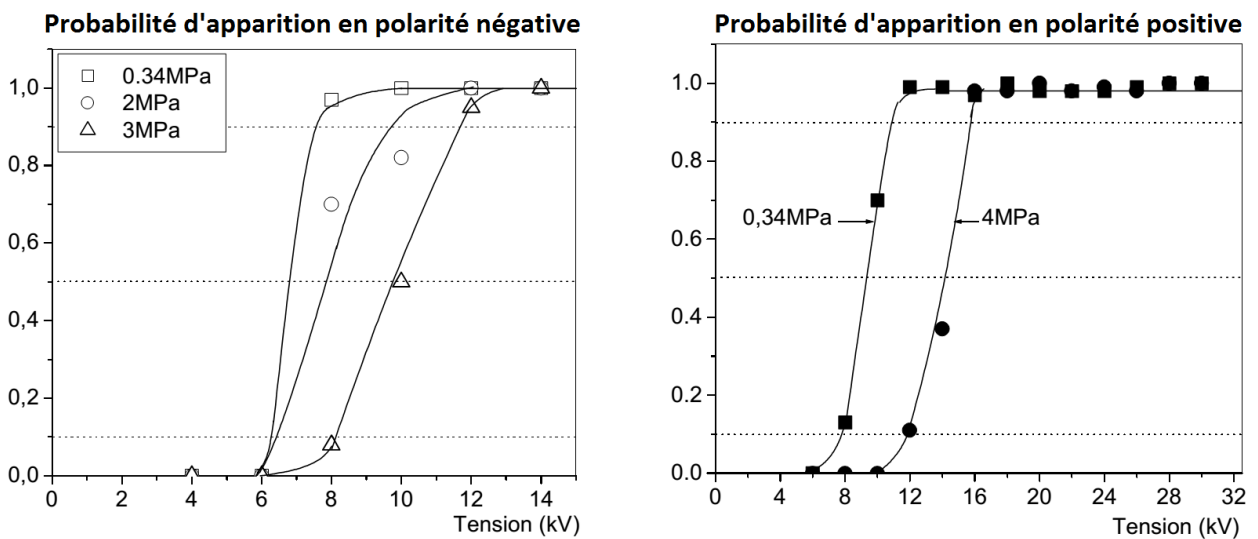 Probabilité d'apparition en polarité négative
0.34MPa
2MPa
3MPa
1,0
0,8
0,6
0,4
0,2
0,0
0 2 4 6 8 10 12 14
Tension (kV)
Probabilité d'apparition en polarité positive
1.0
0.8
0.6
0.4
0.2
0.0
0,34MPa 4MPa
0 4 8 12 16 20 24 28 32
Tension (kV)